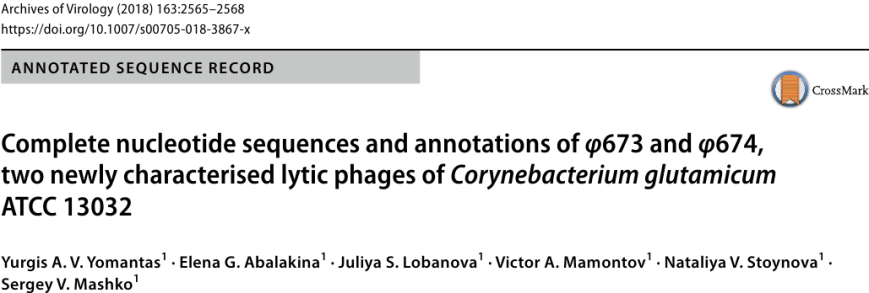 Archives of Virology (2018) 163:2565–2568
https://doi.org/10.1007/s00705-018-3867-x
ANNOTATED SEQUENCE RECORD
CrossMark
Complete nucleotide sequences and annotations of φ673 and φ674,
two newly characterised lytic phages of Corynebacterium glutamicum
ATCC 13032
Yurgis A. V. Yomantas¹ · Elena G. Abalakina¹ · Juliya S. Lobanova¹ · Victor A. Mamontov¹ · Nataliya V. Stoynova¹ ·
Sergey V. Mashko¹